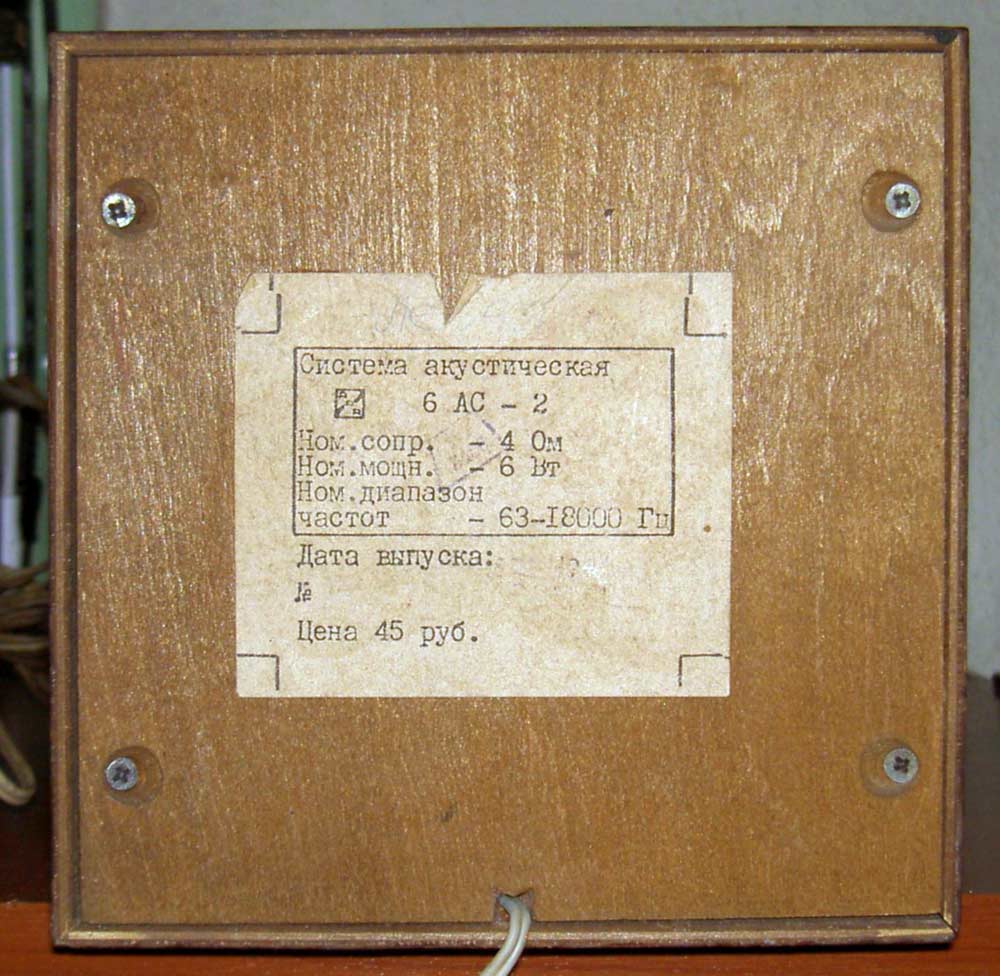 Система акустическая
6 АС - 2
Ном.сопр. - 4 Ом
Ном.мощн. - 6 Вт
Ном.диапазон
частот - 63-I8000 Гц
Дата выпуска:
№
Цена 45 руб.